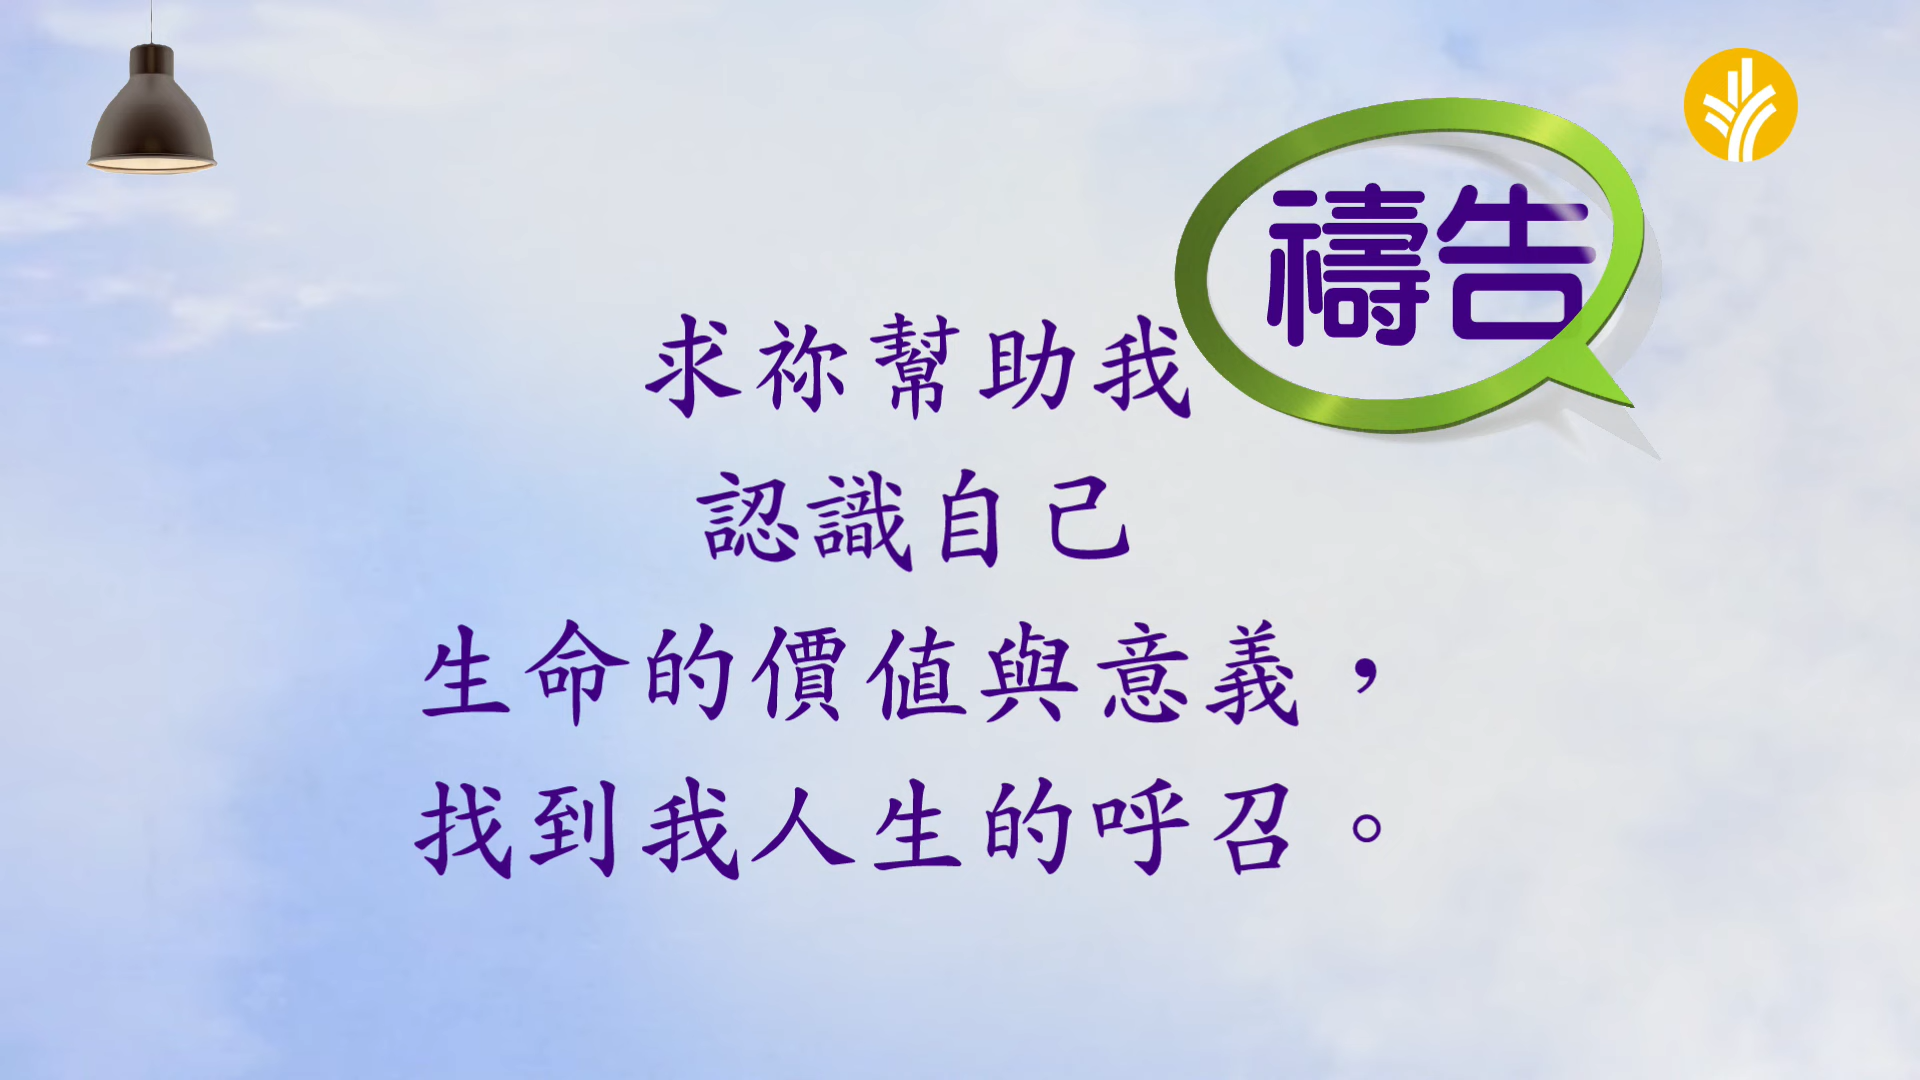 禱告
求祢幫助我
認識自己
生命的價值與意義，
找到我人生的呼召。